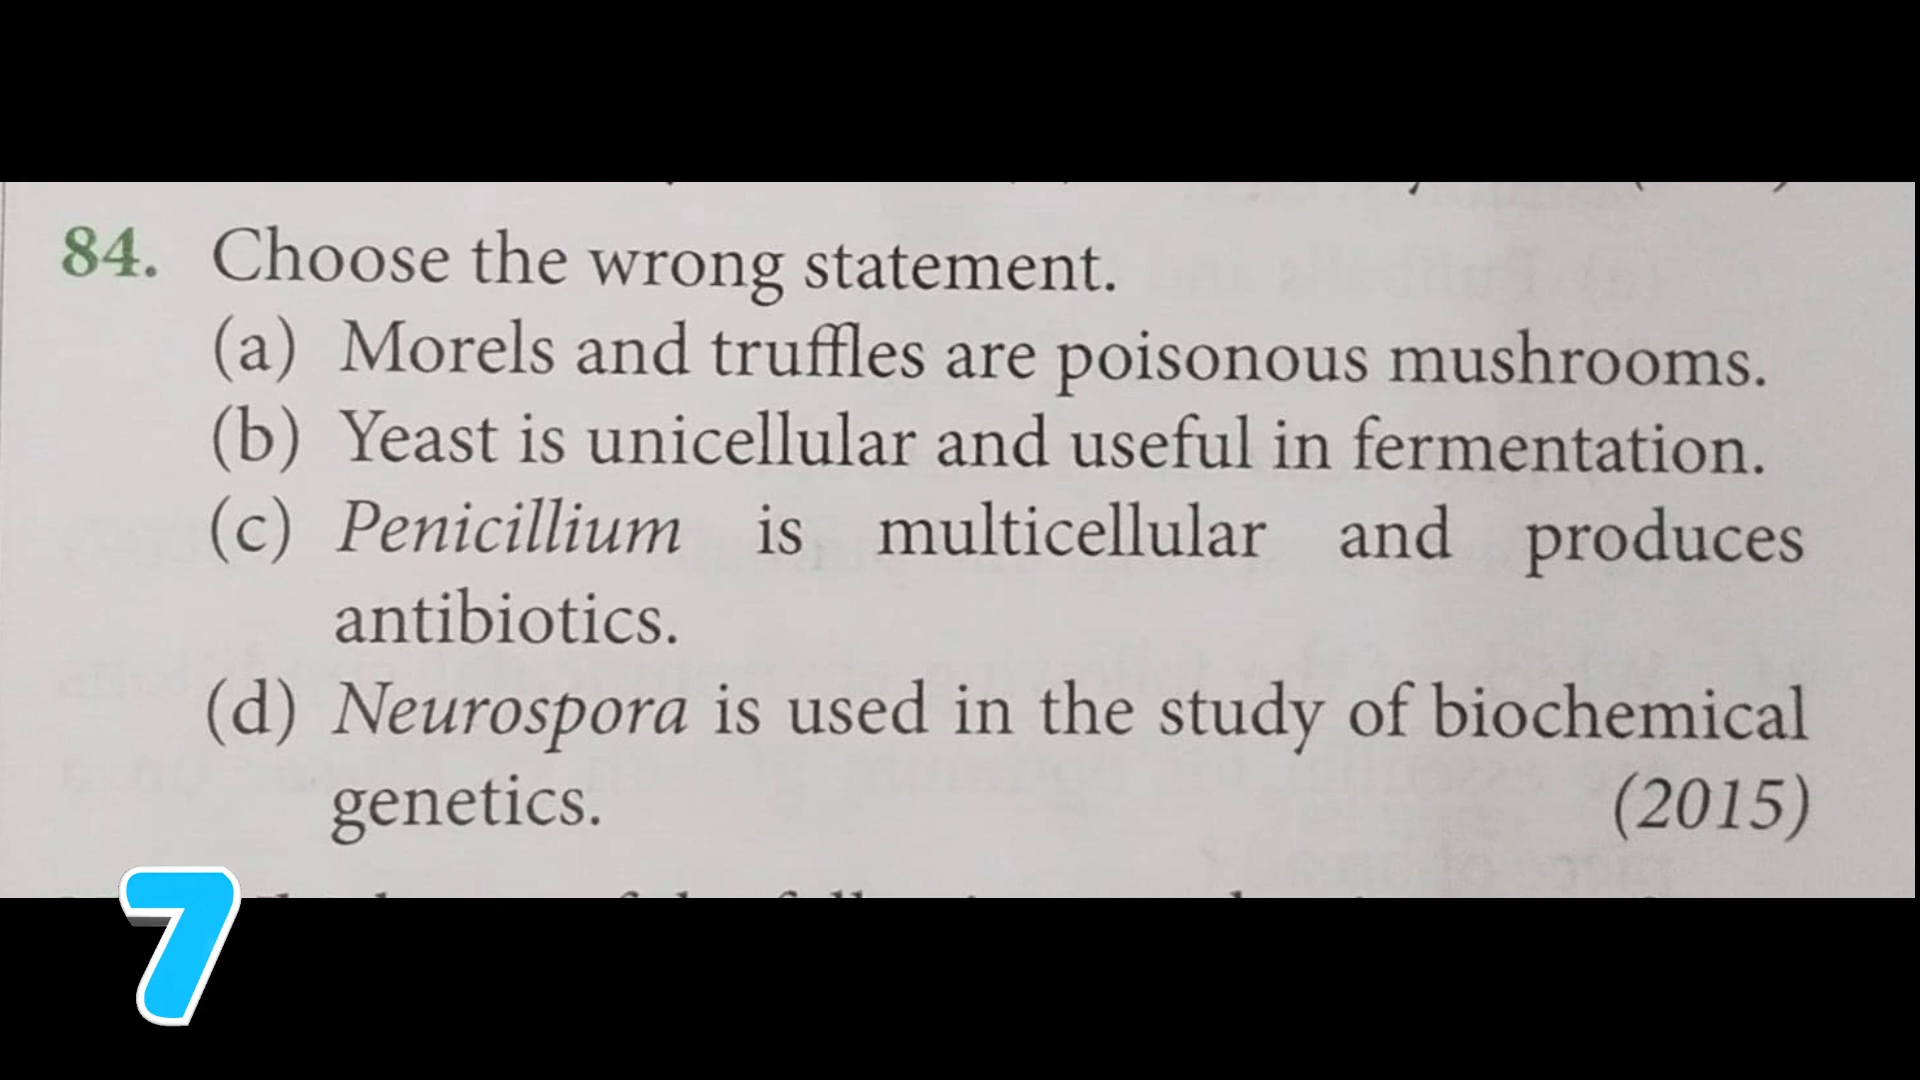 84. Choose the wrong statement.
(a) Morels and truffles are poisonous mushrooms.
(b) Yeast is unicellular and useful in fermentation.
(c) Penicillium is multicellular and produces
antibiotics.
(d) Neurospora is used in the study of biochemical
genetics. (2015)
7